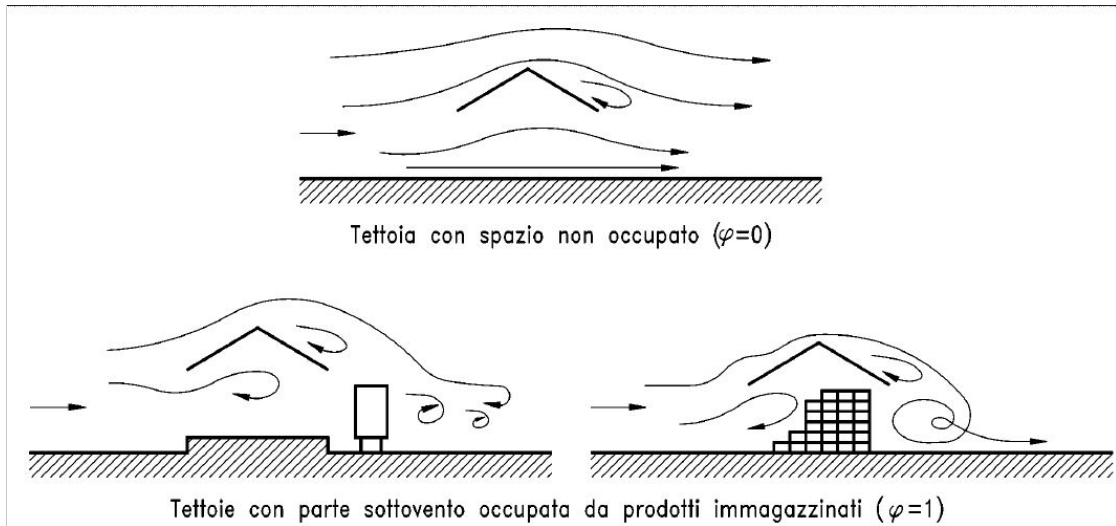 Tettoia con spazio non occupato (φ=0)
Tettoie con parte sottovento occupata da prodotti immagazzinati (φ=1)